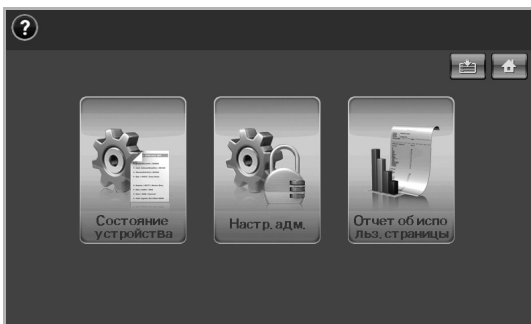 ?
Состояние
устройства
Настр. адм.
Отчет об испо
льз. страницы